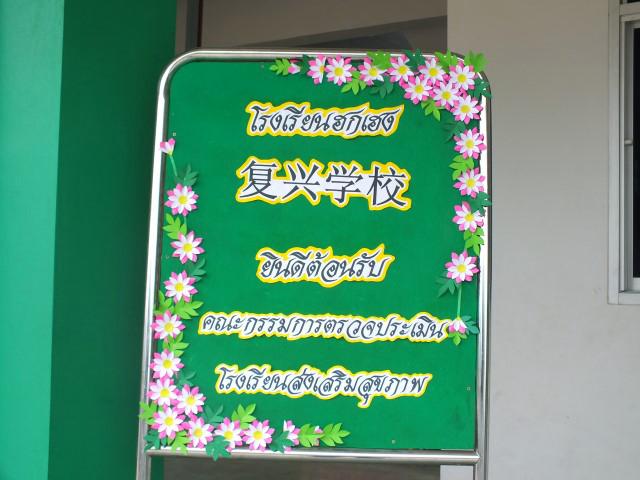 โรงเรียนฮกเฮง
复兴学校
ยินดีต้อนรับ
คณะกรรมการตรวจประเมิน
โรงเรียนส่งเสริมสุขภาพ